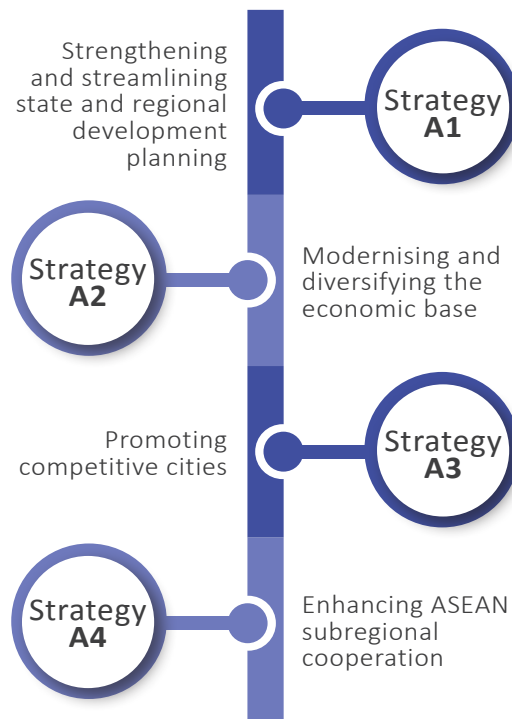 Strengthening
and streamlining
state and regional
development
planning
Strategy
A1
Strategy
A2
Modernising and
diversifying the
economic base
Promoting
competitive cities
Strategy
A3
Strategy
A4
Enhancing ASEAN
subregional
cooperation